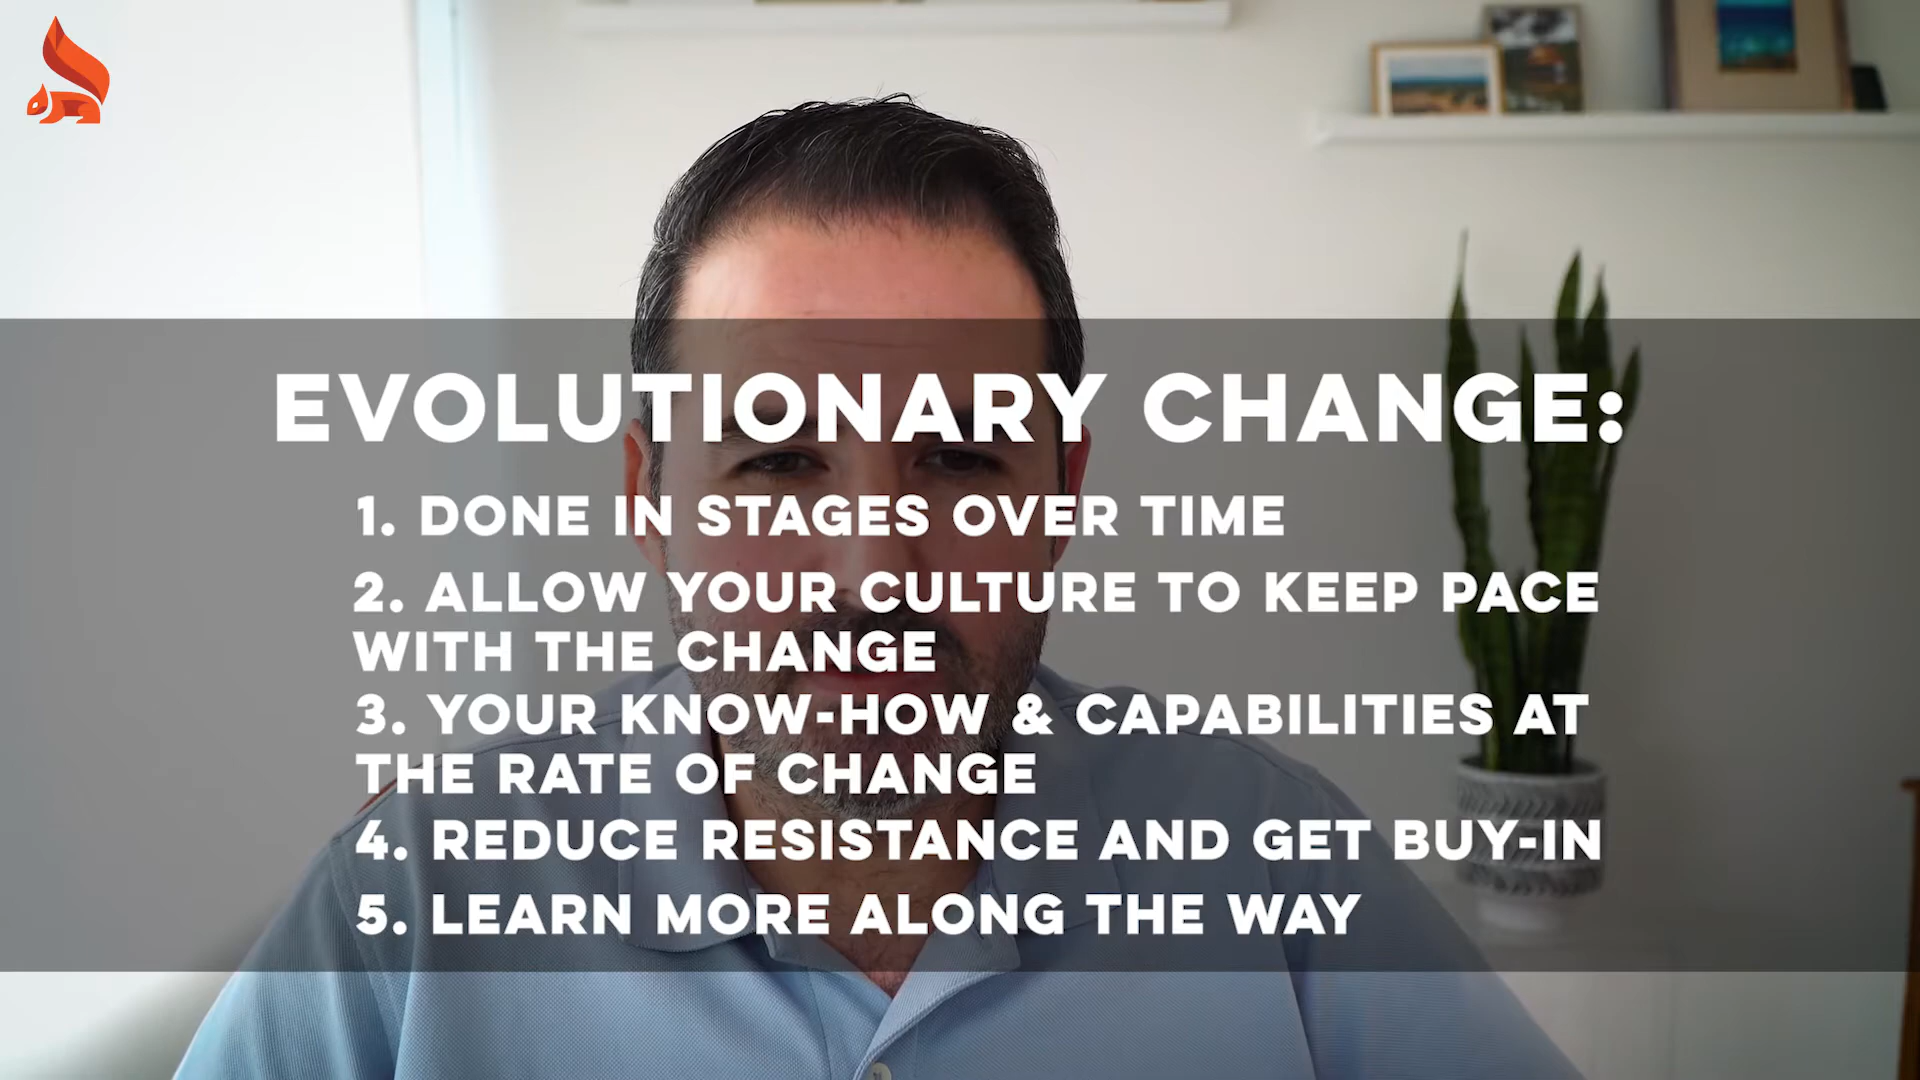 EVOLUTIONARY CHANGE:
1. DONE IN STAGES OVER TIME
2. ALLOW YOUR CULTURE TO KEEP PACE
WITH THE CHANGE
3. YOUR KNOW-HOW & CAPABILITIES AT
THE RATE OF CHANGE
4. REDUCE RESISTANCE AND GET BUY-IN
5. LEARN MORE ALONG THE WAY